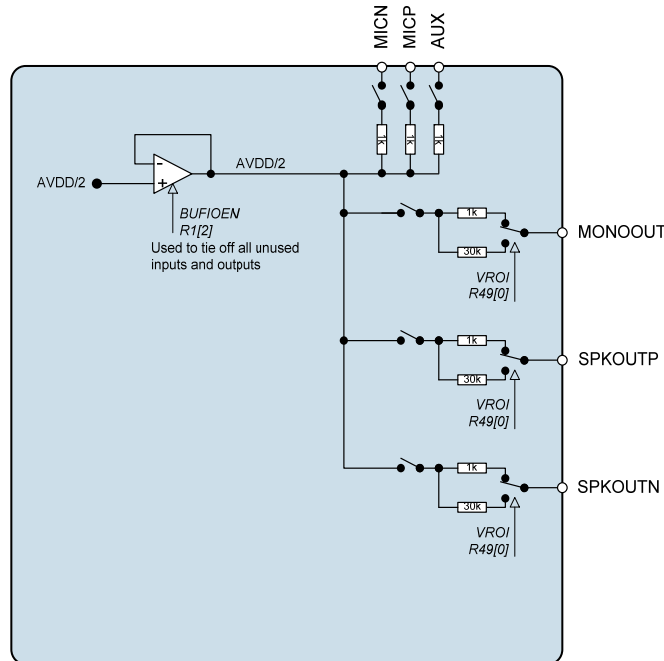 MICN
MICP
AUX
1k
1k
1k
AVDD/2
AVDD/2
-
+
BUFIOEN
R1[2]
Used to tie off all unused
inputs and outputs
1k
30k
VROI
R49[0]
MONOOUT
1k
30k
VROI
R49[0]
SPKOUTP
1k
30k
VROI
R49[0]
SPKOUTN